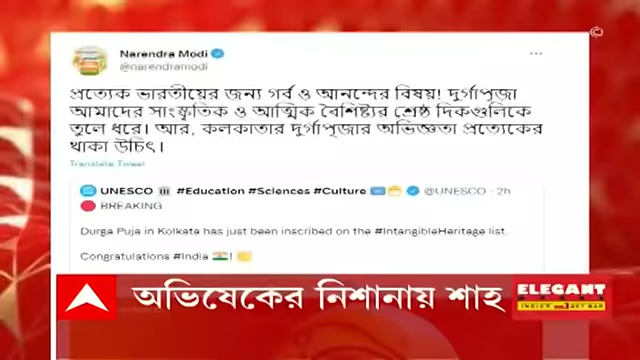 ©
Narendra Modi
@narendramodi
প্রত্যেক ভারতীয়ের জন্য গর্ব ও আনন্দের বিষয়! দুর্গাপূজা
আমাদের সাংস্কৃতিক ও আত্মিক বৈশিষ্ট্যর শ্রেষ্ঠ দিকগুলিকে
তুলে ধরে। আর, কলকাতার দুর্গাপূজার অভিজ্ঞতা প্রত্যেকের
থাকা উচিৎ।
Translate Tweet
UNESCO #Education #Sciences #Culture @UNESCO · 2h
BREAKING
Durga Puja in Kolkata has just been inscribed on the #IntangibleHeritage list.
Congratulations #India !
অভিষেকের নিশানায় শাহ
ELEGANT